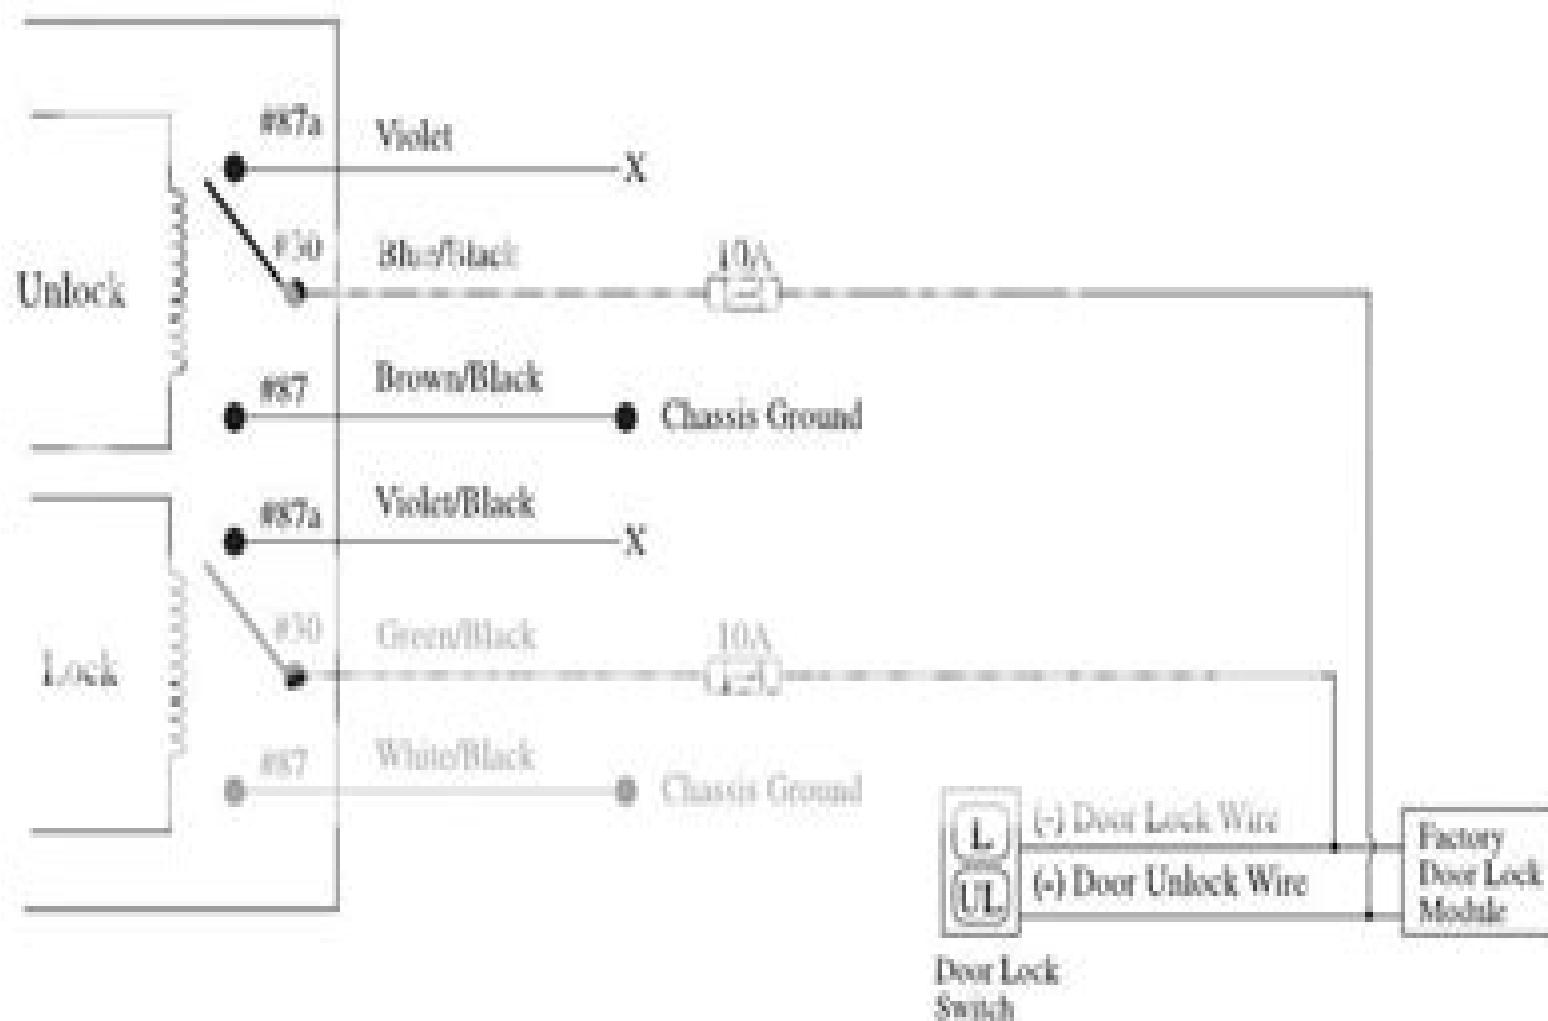 #87a
Violet
X
#30
Blue/Black
10A
Unlock
#87
Brown/Black
Chassis Ground
#87a
Violet/Black
X
#30
Green/Black
10A
Lock
#87
White/Black
Chassis Ground
L
(-) Door Lock Wire
UL
(-) Door Unlock Wire
Factory
Door Lock
Module
Door Lock
Switch